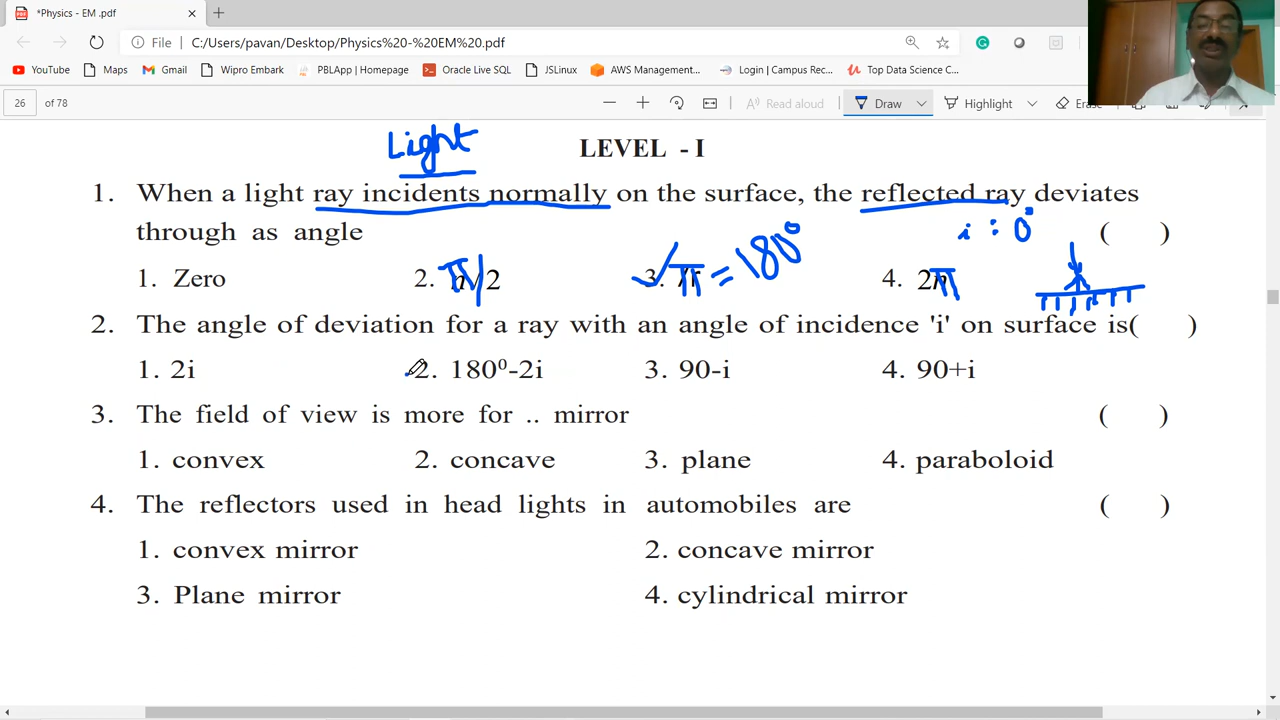 *Physics - EM .pdf
File C:/Users/pavan/Desktop/Physics%20-%20EM%20.pdf
YouTube Maps Gmail Wipro Embark PBLApp | Homepage Oracle Live SQL JSLinux AWS Management... Login | Campus Rec... Top Data Science C...
26 of 78 Read aloud Draw Highlight Erase
Light LEVEL - I
1. When a light ray incidents normally on the surface, the reflected ray deviates
through as angle ( )
i : 0°
1. Zero 2. π/2 3. π = 180° 4. 2π
2. The angle of deviation for a ray with an angle of incidence 'i' on surface is( )
1. 2i 2. 180⁰-2i 3. 90-i 4. 90+i
3. The field of view is more for .. mirror ( )
1. convex 2. concave 3. plane 4. paraboloid
4. The reflectors used in head lights in automobiles are ( )
1. convex mirror 2. concave mirror
3. Plane mirror 4. cylindrical mirror